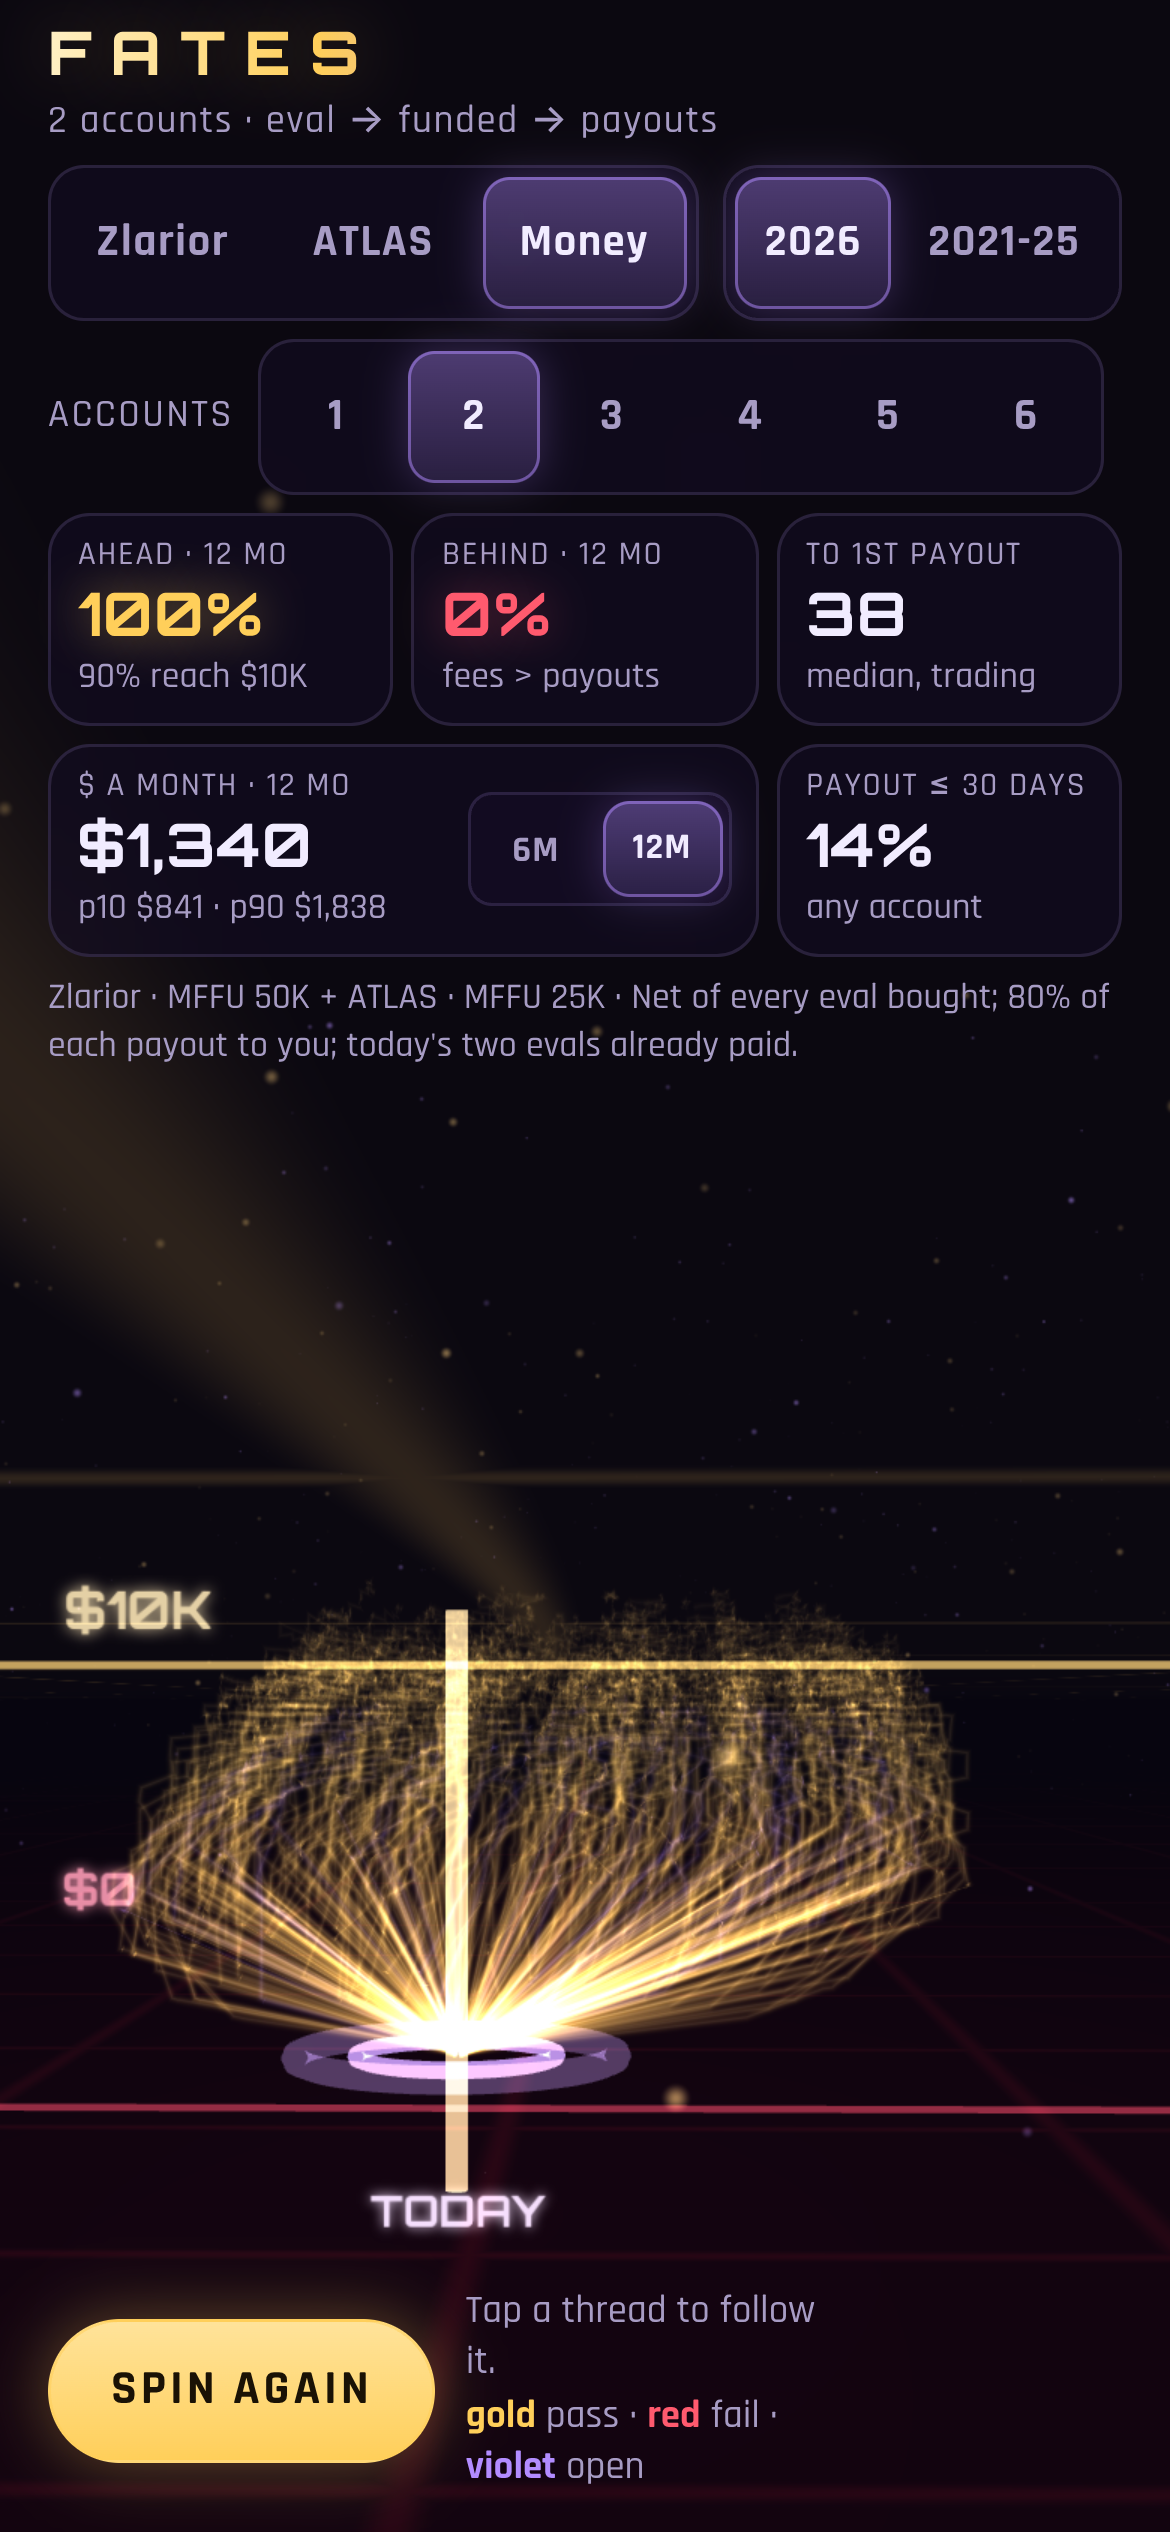 FATES
2 accounts · eval → funded → payouts
Zlarior ATLAS Money 2026 2021-25
ACCOUNTS 1 2 3 4 5 6
AHEAD · 12 MO BEHIND · 12 MO TO 1ST PAYOUT
100% 0% 38
90% reach $10K fees > payouts median, trading
$ A MONTH · 12 MO PAYOUT ≤ 30 DAYS
$1,340 6M 12M 14%
p10 $841 · p90 $1,838 any account
Zlarior · MFFU 50K + ATLAS · MFFU 25K · Net of every eval bought; 80% of
each payout to you; today's two evals already paid.
$10K
$0
TODAY
SPIN AGAIN
Tap a thread to follow
it.
gold pass · red fail ·
violet open